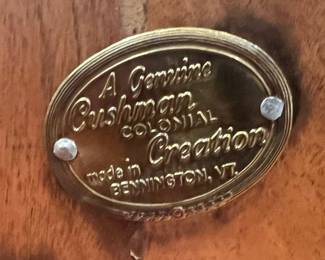 A Genuine
Cushman
COLONIAL
Creation
made in
BENNINGTON, VT.